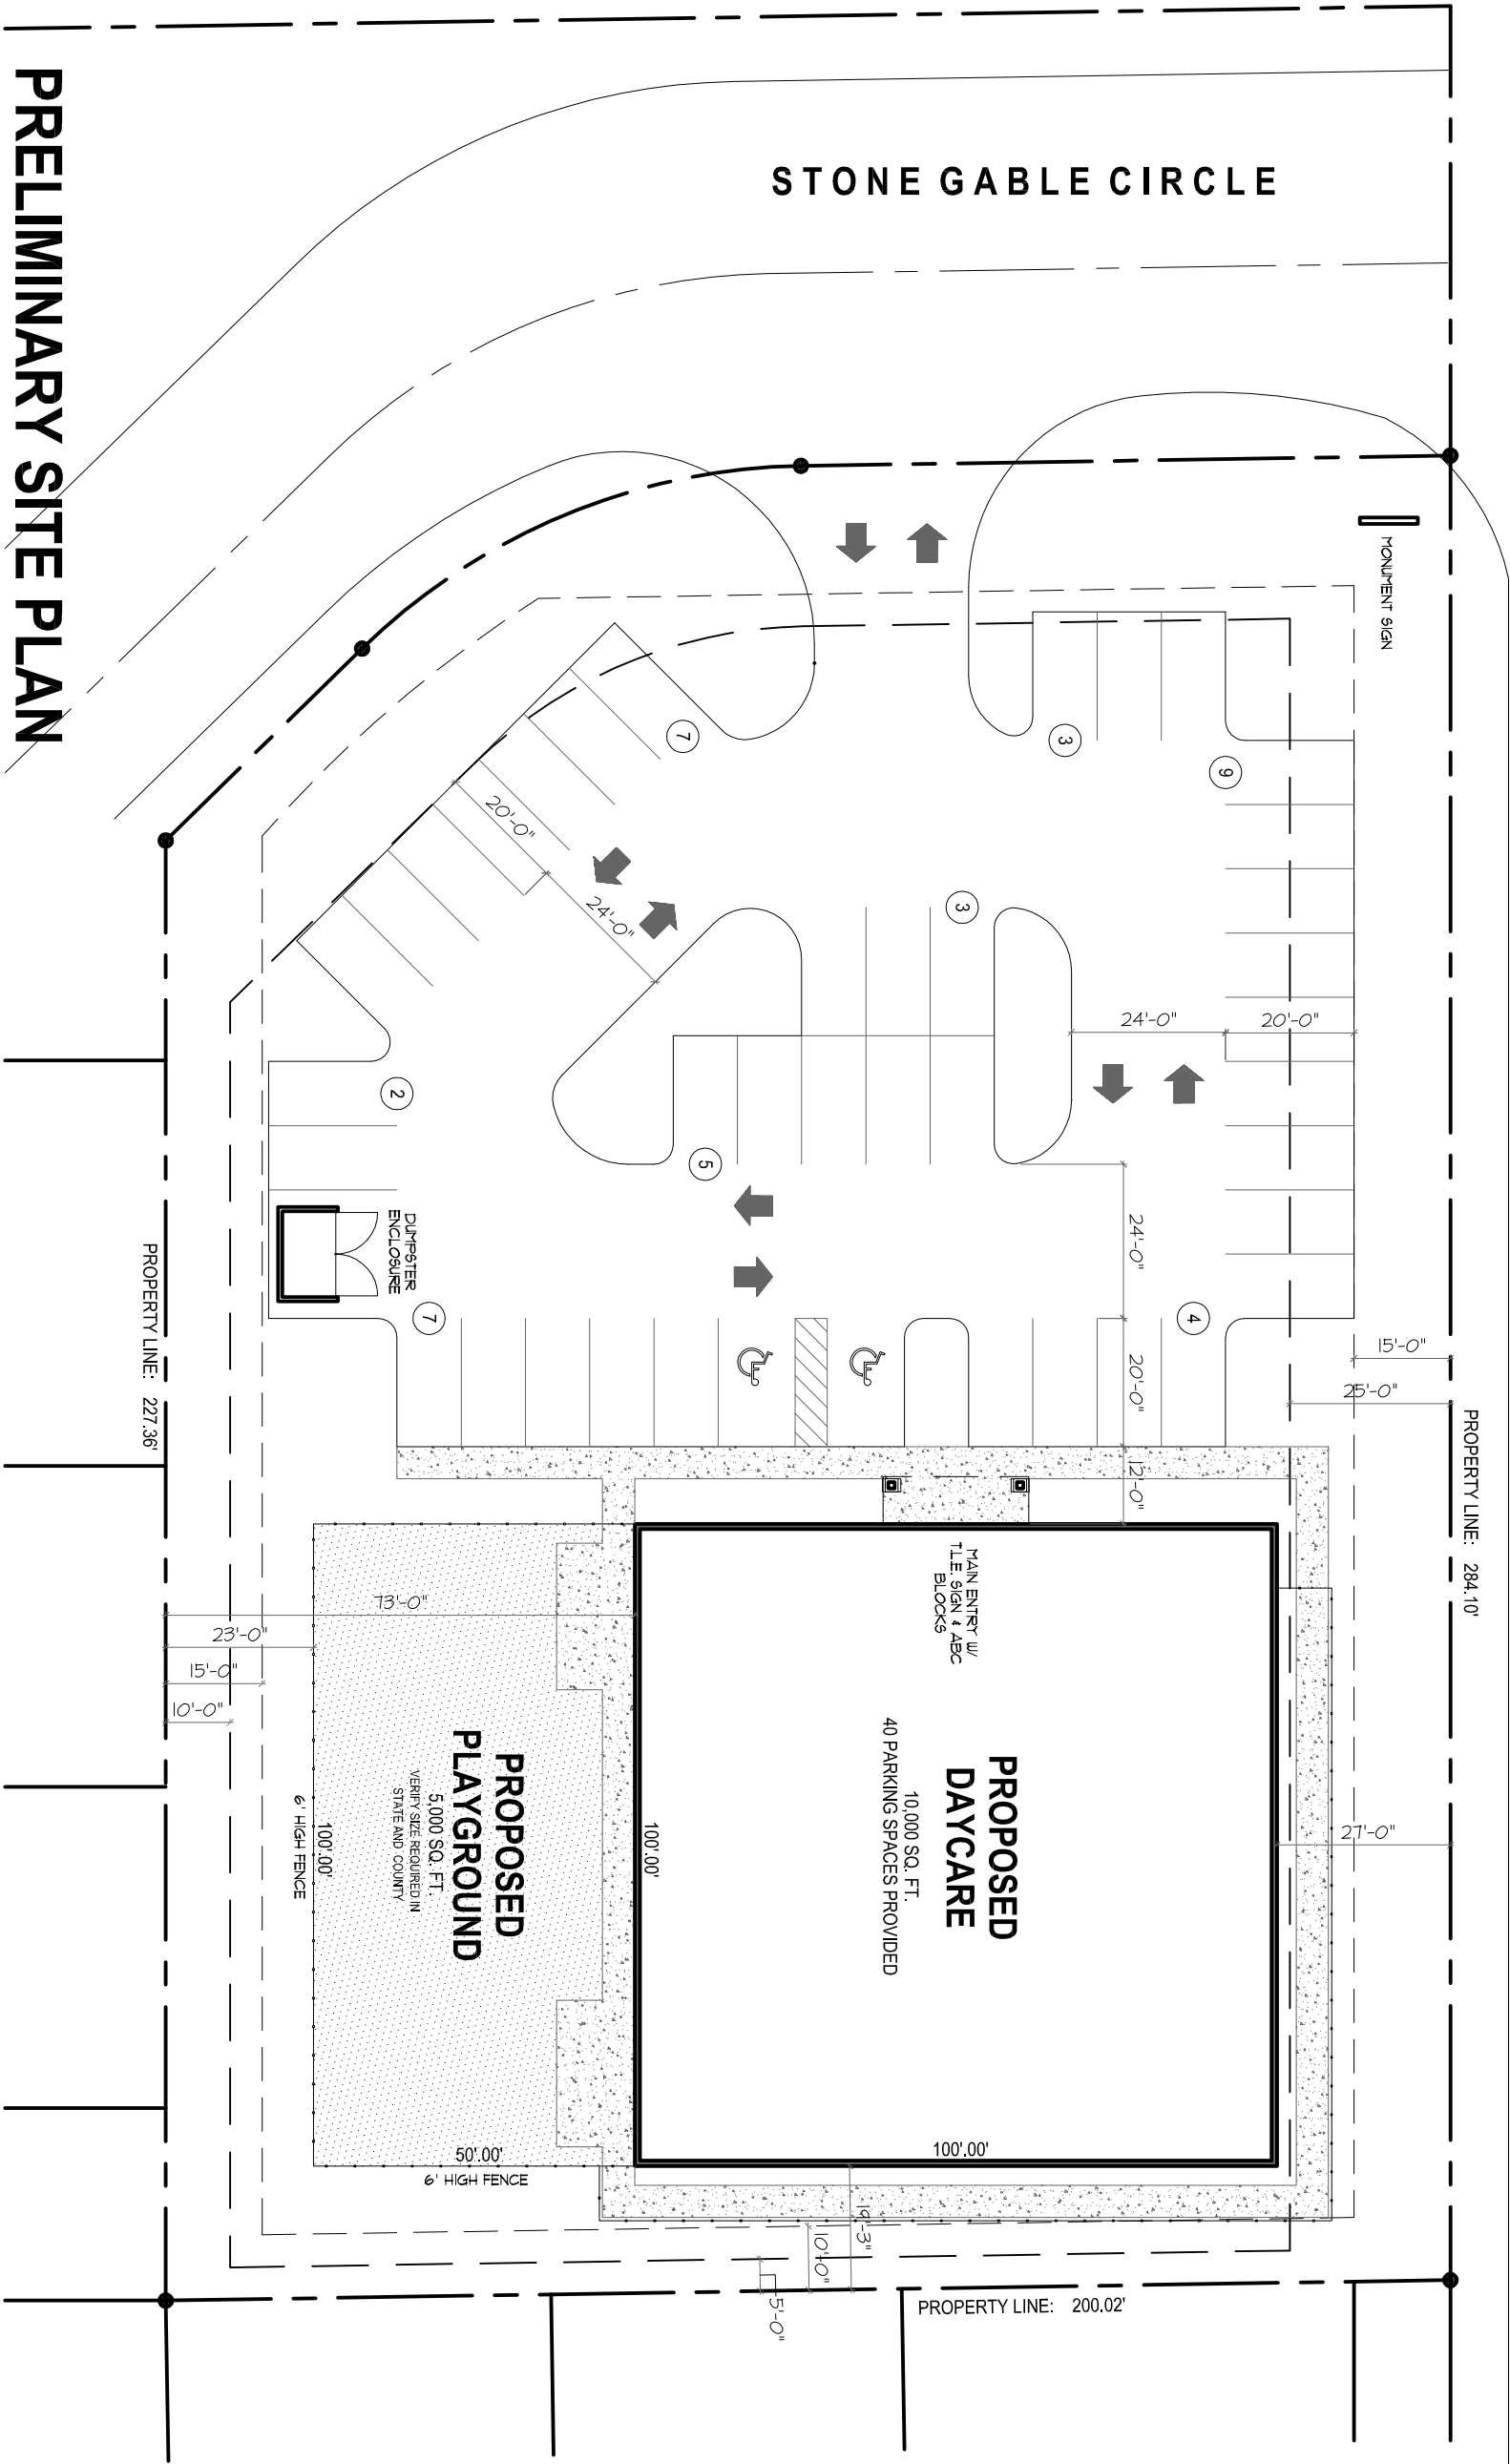 PRELIMINARY SITE PLAN
STONE GABLE CIRCLE
MONUMENT SIGN
7
3
9
20'-0"
24'-0"
3
24'-0"
20'-0"
2
5
DUMPSTER
ENCLOSURE
24'-0"
7
4
20'-0"
15'-0"
25'-0"
12'-0"
PROPERTY LINE: 227.36'
PROPERTY LINE: 284.10'
MAIN ENTRY W/
T.L.E. SIGN & ABC
BLOCKS
73'-0"
23'-0"
15'-0"
10'-0"
PROPOSED
DAYCARE
10,000 SQ. FT.
40 PARKING SPACES PROVIDED
27'-0"
100'.00'
100'.00'
PROPOSED
PLAYGROUND
5,000 SQ. FT.
VERIFY SIZE REQUIRED IN
STATE AND COUNTY
100'.00'
6' HIGH FENCE
50'.00'
6' HIGH FENCE
19'-3"
10'-0"
5'-0"
PROPERTY LINE: 200.02'